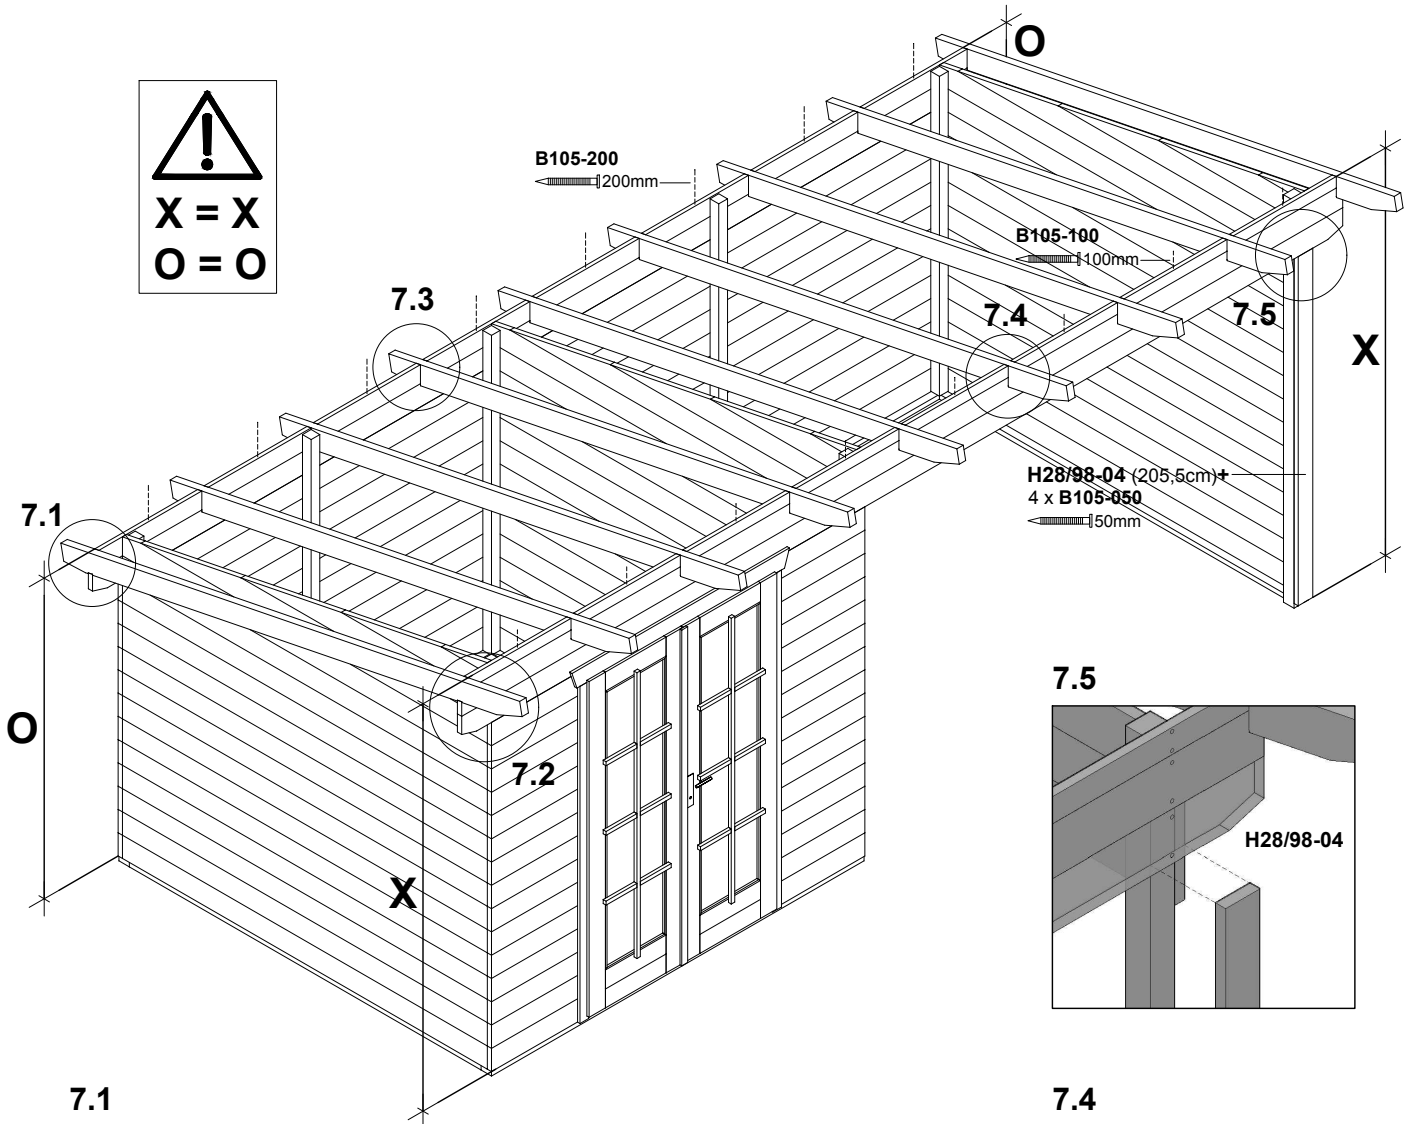 O
X = X
O = O
B105-200
200mm
B105-100
100mm
7.3
7.4
7.5
X
H28/98-04 (205,5cm)+
4 x B105-050
50mm
7.1
7.5
O
7.2
H28/98-04
X
7.1
7.4